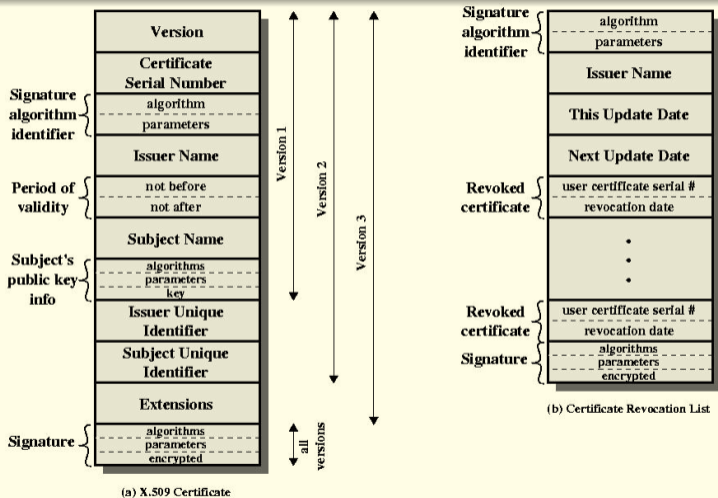 Version
Certificate
Serial Number
Signature
algorithm
identifier
algorithm
parameters
Issuer Name
Period of
validity
not before
not after
Subject Name
Subject's
public key
info
algorithms
parameters
key
Issuer Unique
Identifier
Subject Unique
Identifier
Extensions
Signature
algorithms
parameters
encrypted
Version 1
Version 2
Version 3
all
versions
(a) X.509 Certificate
Signature
algorithm
identifier
algorithm
parameters
Issuer Name
This Update Date
Next Update Date
Revoked
certificate
user certificate serial #
revocation date
Revoked
certificate
user certificate serial #
revocation date
Signature
algorithms
parameters
encrypted
(b) Certificate Revocation List